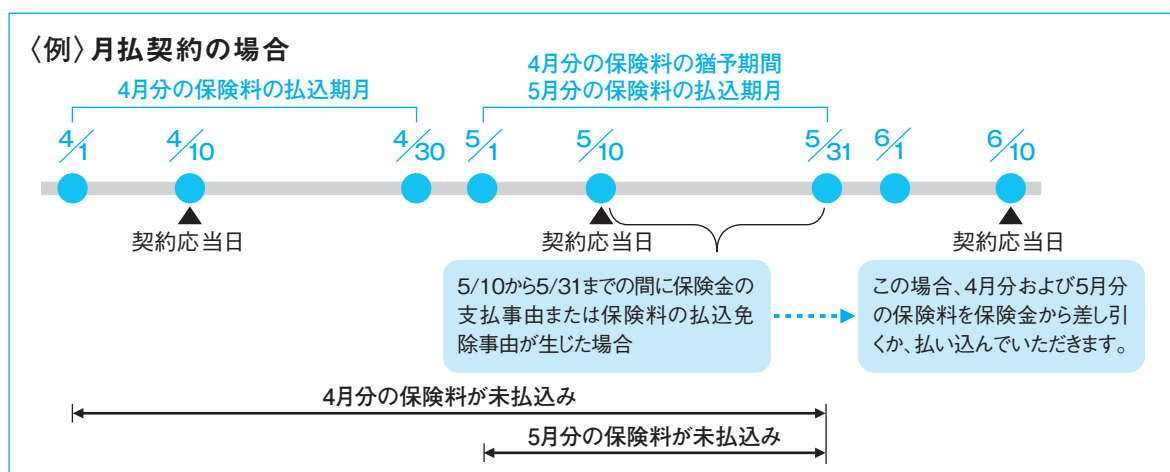 〈例〉月払契約の場合
4月分の保険料の払込期月
4月分の保険料の猶予期間
5月分の保険料の払込期月
4/1
4/10
4/30
5/1
5/10
5/31
6/1
6/10
契約応当日
契約応当日
契約応当日
5/10から5/31までの間に保険金の
支払事由または保険料の払込免
除事由が生じた場合
この場合、4月分および5月分
の保険料を保険金から差し引
くか、払い込んでいただきます。
4月分の保険料が未払込み
5月分の保険料が未払込み